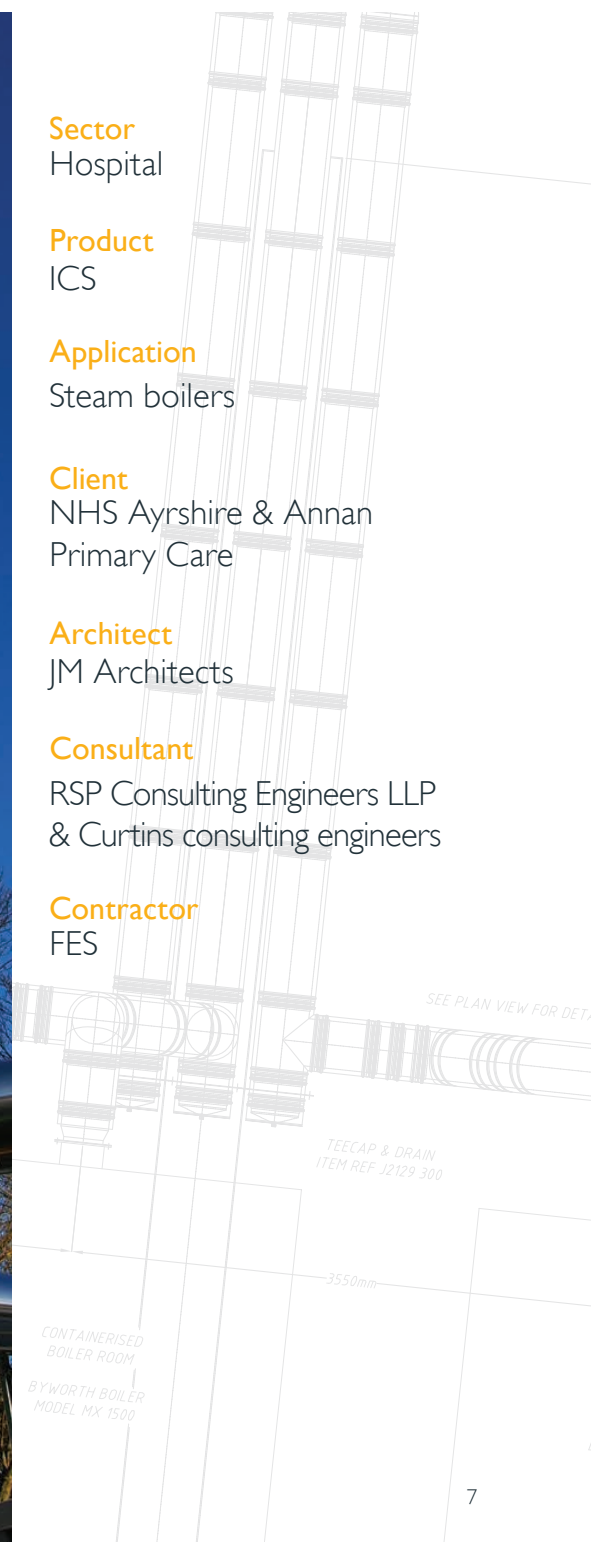 Sector
Hospital
Product
ICS
Application
Steam boilers
Client
NHS Ayrshire & Annan
Primary Care
Architect
JM Architects
Consultant
RSP Consulting Engineers LLP
& Curtins consulting engineers
Contractor
FES
SEE PLAN VIEW FOR
TEECAP & DRAIN
ITEM REF J2129 300
3550mm
CONTAINERISED
BOILER ROOM
BYWORTH BOILER
MODEL MX 1500
7